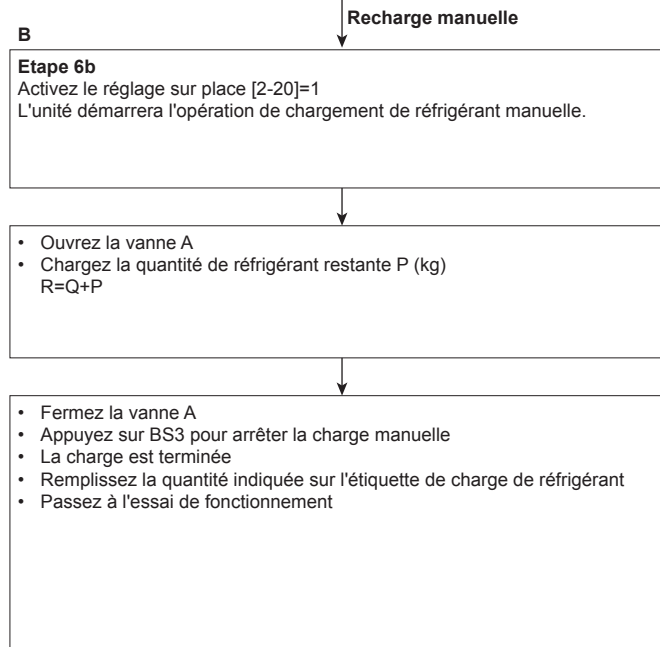 Recharge manuelle
B
Etape 6b
Activez le réglage sur place [2-20]=1
L'unité démarrera l'opération de chargement de réfrigérant manuelle.
• Ouvrez la vanne A
• Chargez la quantité de réfrigérant restante P (kg)
R=Q+P
• Fermez la vanne A
• Appuyez sur BS3 pour arrêter la charge manuelle
• La charge est terminée
• Remplissez la quantité indiquée sur l'étiquette de charge de réfrigérant
• Passez à l'essai de fonctionnement